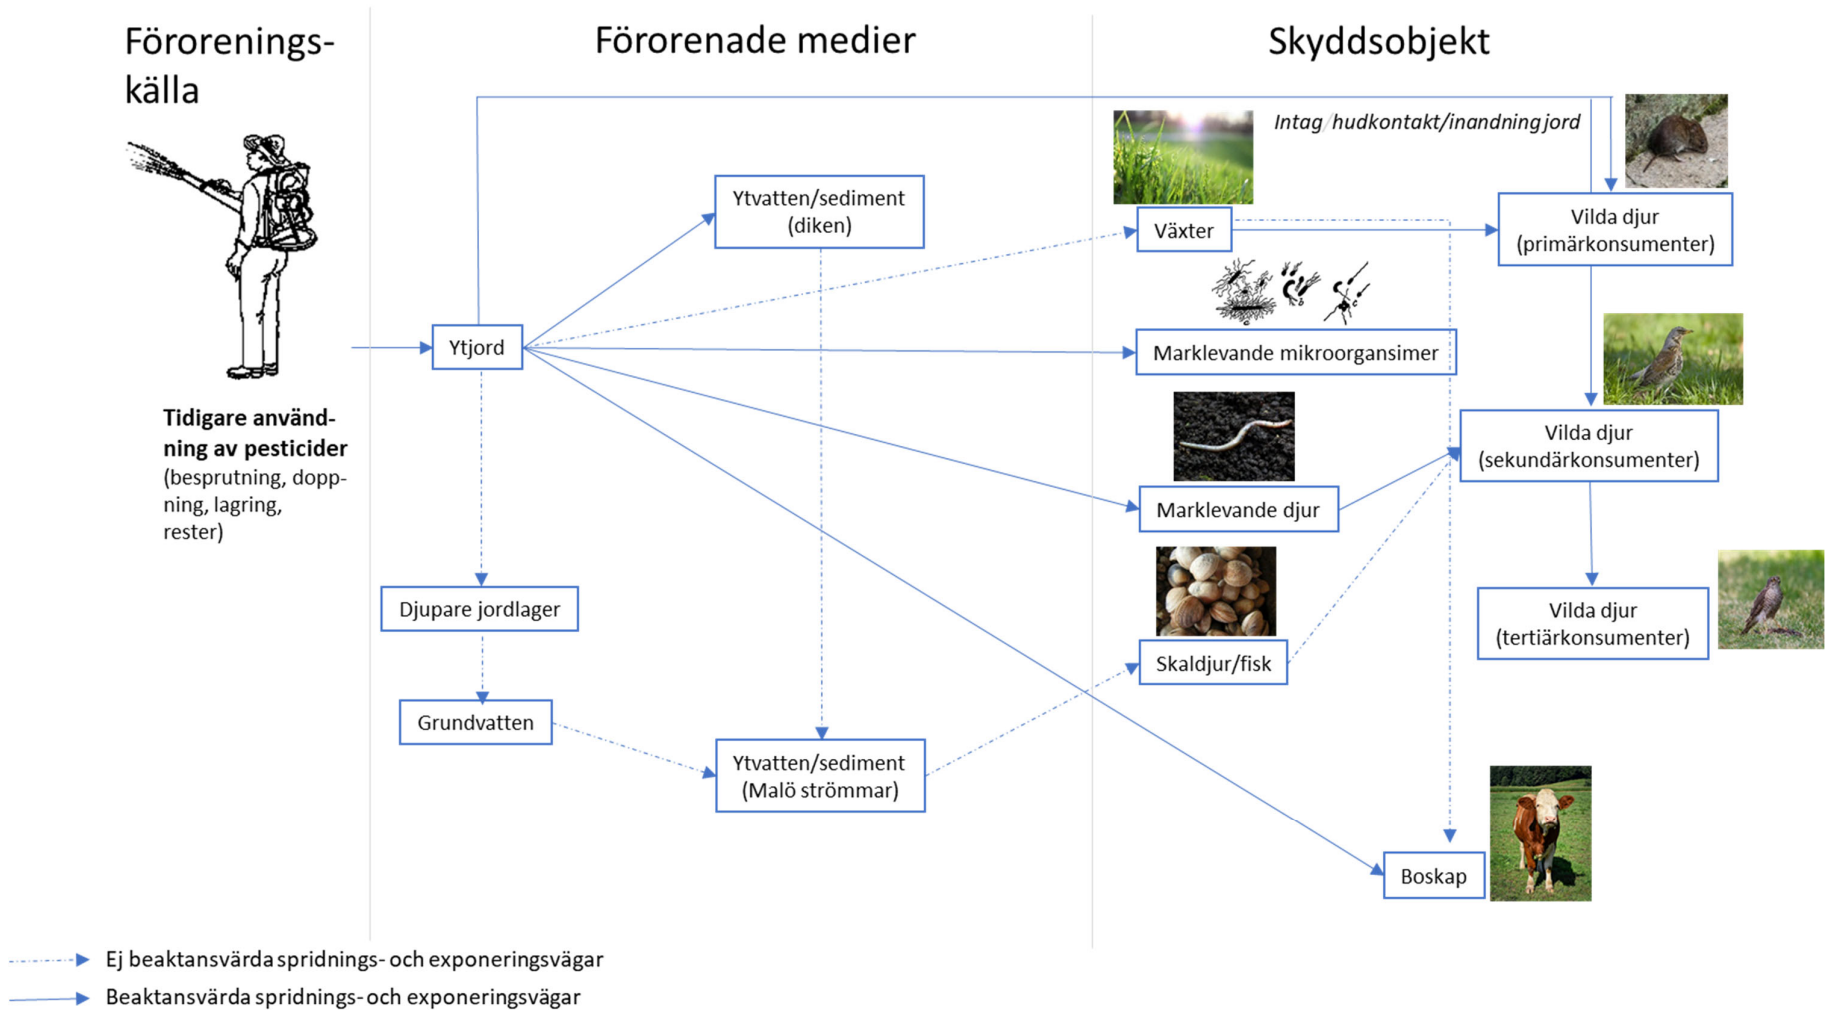 Förorenings-
källa
Förorenade medier
Skyddsobjekt
Intag/hudkontakt/inandning jord
Ytvatten/sediment
(diken)
Växter
Vilda djur
(primärkonsumenter)
Ytjord
Marklevande mikroorgansimer
Tidigare använd-
ning av pesticider
(besprutning, dopp-
ning, lagring,
rester)
Vilda djur
(sekundärkonsumenter)
Marklevande djur
Djupare jordlager
Vilda djur
(tertiärkonsumenter)
Skaldjur/fisk
Grundvatten
Ytvatten/sediment
(Malö strömmar)
Boskap
Ej beaktansvärda spridnings- och exponeringsvägar
Beaktansvärda spridnings- och exponeringsvägar